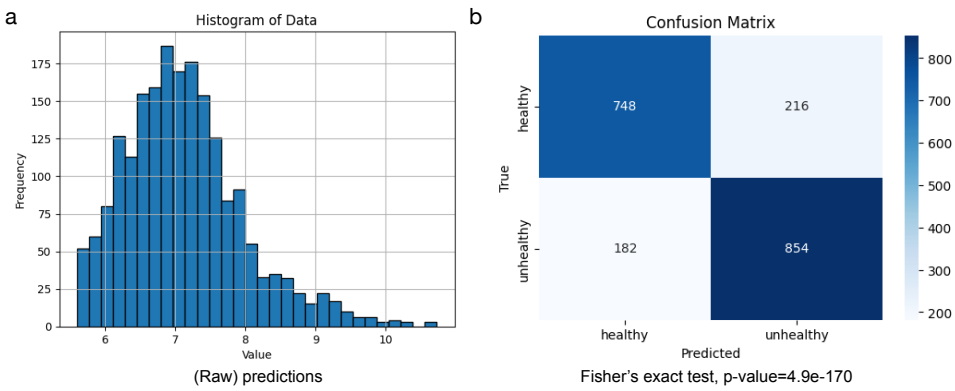 a
Histogram of Data
175
150
125
100
75
50
25
0
Frequency
6 7 8 9 10
Value
(Raw) predictions
b
Confusion Matrix
healthy
unhealthy
True
748 216
182 854
healthy unhealthy
Predicted
800
700
600
500
400
300
200
Fisher's exact test, p-value=4.9e-170